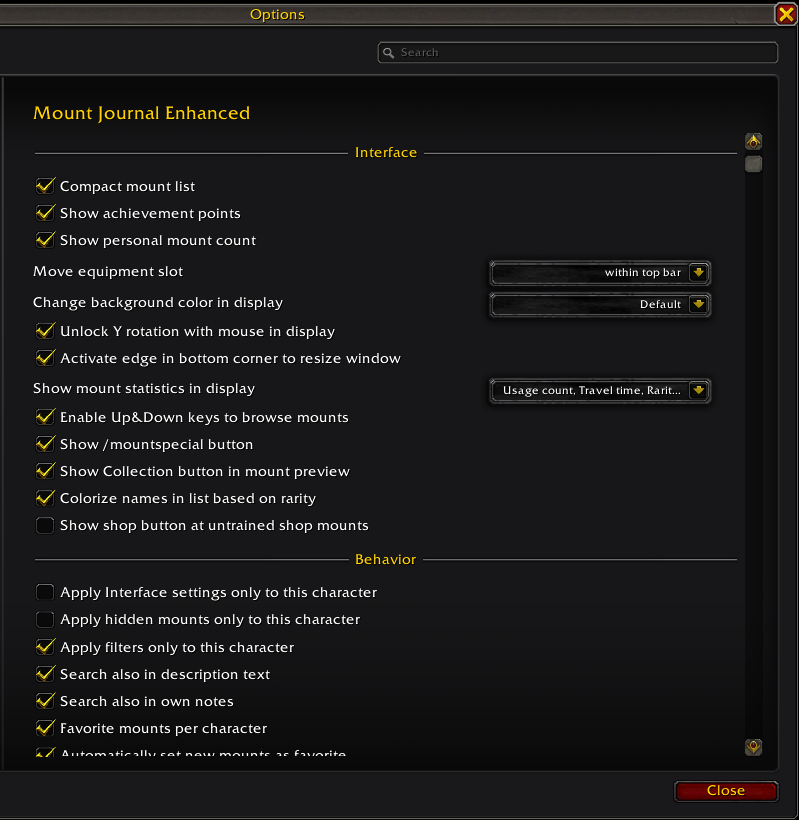 Options
Search
Mount Journal Enhanced
Interface
Compact mount list
Show achievement points
Show personal mount count
Move equipment slot within top bar
Change background color in display Default
Unlock Y rotation with mouse in display
Activate edge in bottom corner to resize window
Show mount statistics in display Usage count, Travel time, Rarit...
Enable Up&Down keys to browse mounts
Show /mountspecial button
Show Collection button in mount preview
Colorize names in list based on rarity
Show shop button at untrained shop mounts
Behavior
Apply Interface settings only to this character
Apply hidden mounts only to this character
Apply filters only to this character
Search also in description text
Search also in own notes
Favorite mounts per character
Automatically set new mounts as favorite
Close